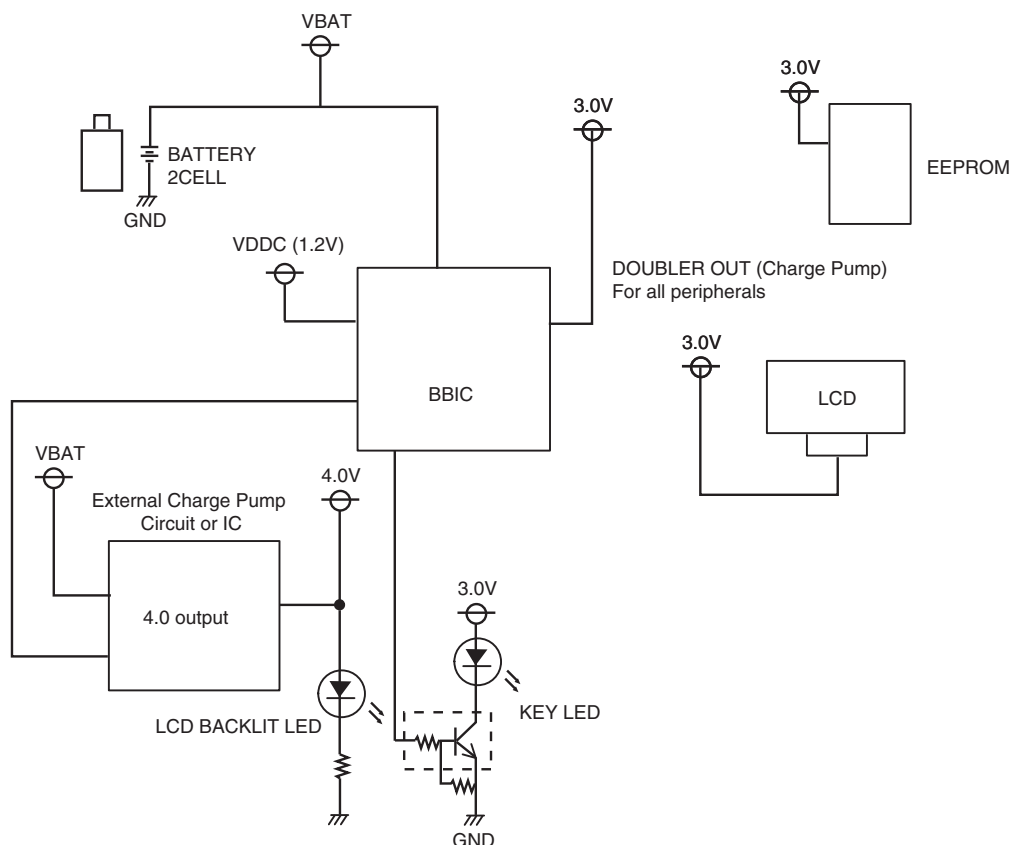 VBAT
3.0V
3.0V
BATTERY
2CELL
EEPROM
GND
VDDC (1.2V)
DOUBLER OUT (Charge Pump)
For all peripherals
3.0V
BBIC
LCD
VBAT
4.0V
External Charge Pump
Circuit or IC
3.0V
4.0 output
LCD BACKLIT LED
KEY LED
GND